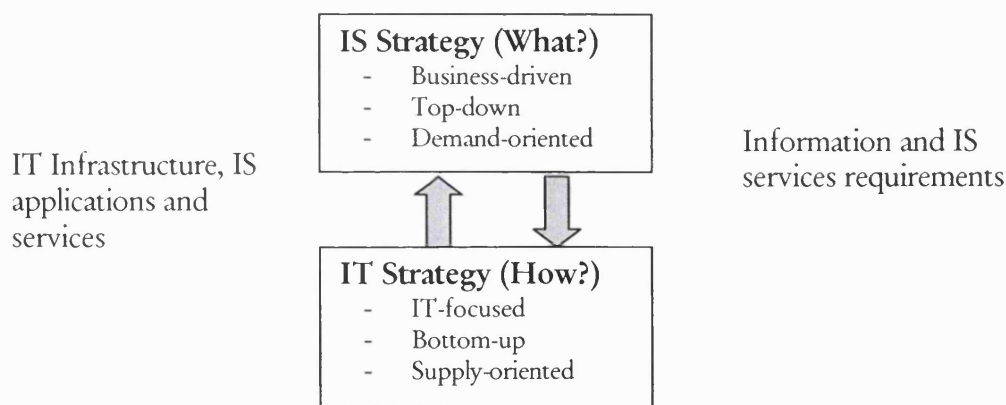 IS Strategy (What?)
- Business-driven
- Top-down
- Demand-oriented
IT Infrastructure, IS
applications and
services
Information and IS
services requirements
IT Strategy (How?)
- IT-focused
- Bottom-up
- Supply-oriented